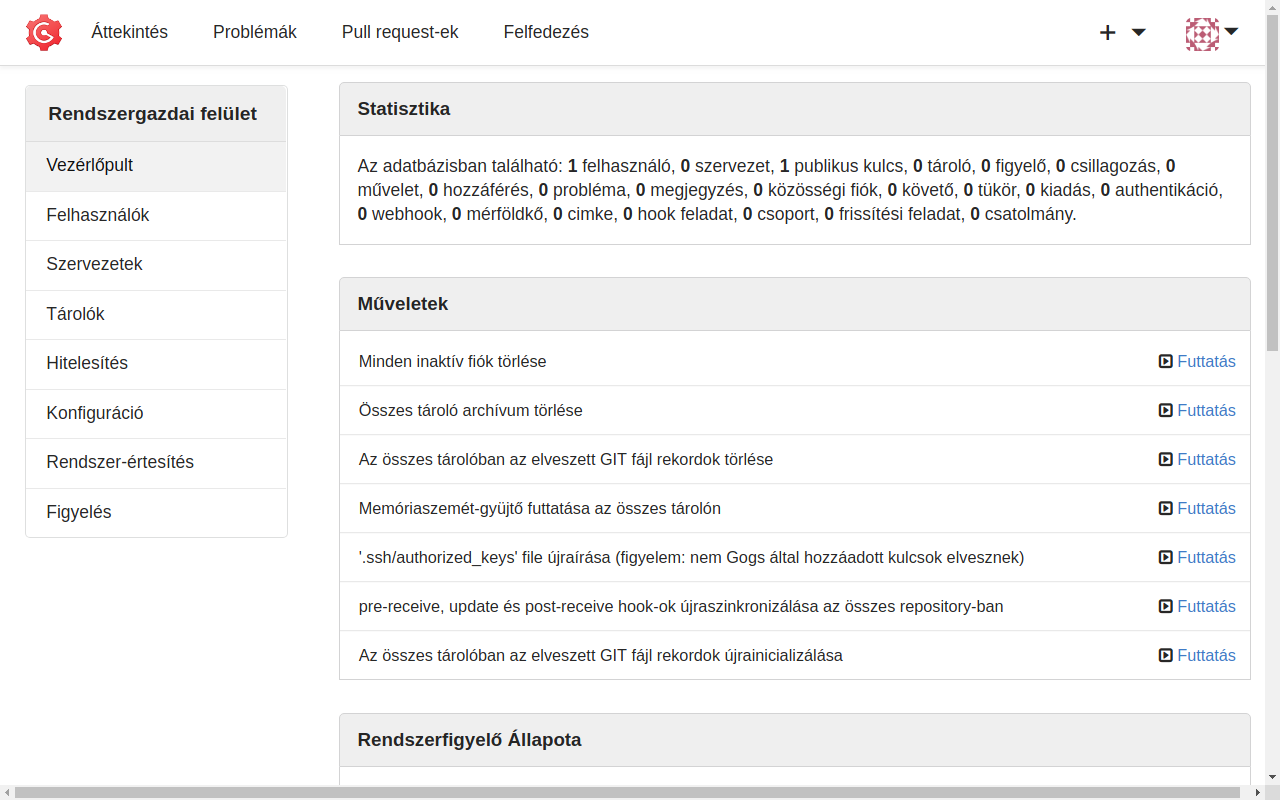 Áttekintés
Problémák
Pull request-ek
Felfedezés
Rendszergazdai felület
Vezérlőpult
Felhasználók
Szervezetek
Tárolók
Hitelesítés
Konfiguráció
Rendszer-értesítés
Figyelés
Statisztika
Az adatbázisban található: 1 felhasználó, 0 szervezet, 1 publikus kulcs, 0 tároló, 0 figyelő, 0 csillagozás, 0
művelet, 0 hozzáférés, 0 probléma, 0 megjegyzés, 0 közösségi fiók, 0 követő, 0 tükör, 0 kiadás, 0 authentikáció,
0 webhook, 0 mérföldkő, 0 cimke, 0 hook feladat, 0 csoport, 0 frissítési feladat, 0 csatolmány.
Műveletek
Minden inaktív fiók törlése Futtatás
Összes tároló archívum törlése Futtatás
Az összes tárolóban az elveszett GIT fájl rekordok törlése Futtatás
Memóriaszemét-gyüjtő futtatása az összes tárolón Futtatás
'.ssh/authorized_keys' file újraírása (figyelem: nem Gogs által hozzáadott kulcsok elvesznek) Futtatás
pre-receive, update és post-receive hook-ok újraszinkronizálása az összes repository-ban Futtatás
Az összes tárolóban az elveszett GIT fájl rekordok újrainicializálása Futtatás
Rendszerfigyelő Állapota